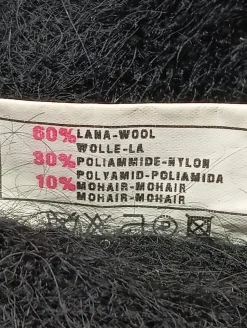 60% LANA-WOOL
WOLLE-LA
30% POLIAMMIDE-NYLON
POLYAMID-POLIAMIDA
10% MOHAIR-MOHAIR
MOHAIR-MOHAIR